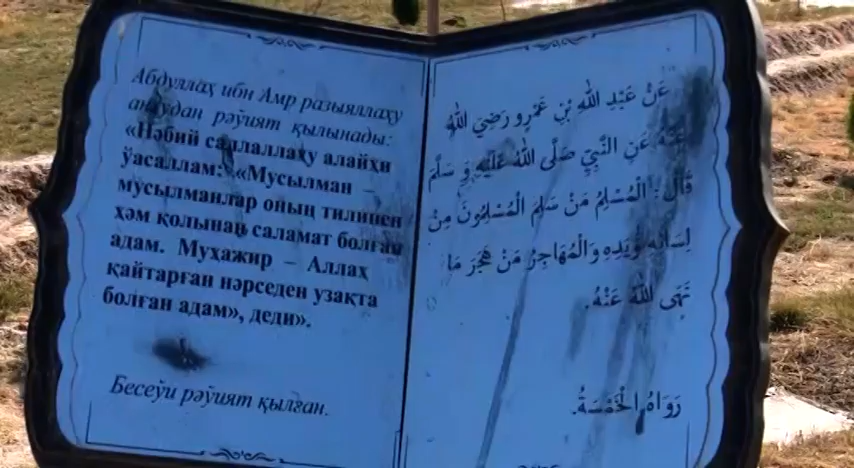 Абдуллаҳ ибн Амр разыяллаҳу
анҳудан рәўият қылынады:
«Нәбий саллаллаҳу алайҳи
ўасаллам: «Мусылман –
мусылманлар оның тилинен
ҳәм қолынан саламат болған
адам. Муҳажир – Аллаҳ
қайтарған нәрседен узақта
болған адам», деди».
Бесеўи рәўият қылған.
عَنْ عَبْدِ اللهِ بْنِ عَمْرٍو رَضِيَ اللهُ
عَنْهُ عَنِ النَّبِيِّ صَلَّى اللهُ عَلَيْهِ وَسَلَّمَ
قَالَ: الْمُسْلِمُ مَنْ سَلِمَ الْمُسْلِمُونَ مِنْ
لِسَانِهِ وَيَدِهِ وَالْمُهَاجِرُ مَنْ هَجَرَ مَا
نَهَى اللهُ عَنْهُ.
رَوَاهُ الْخَمْسَةُ